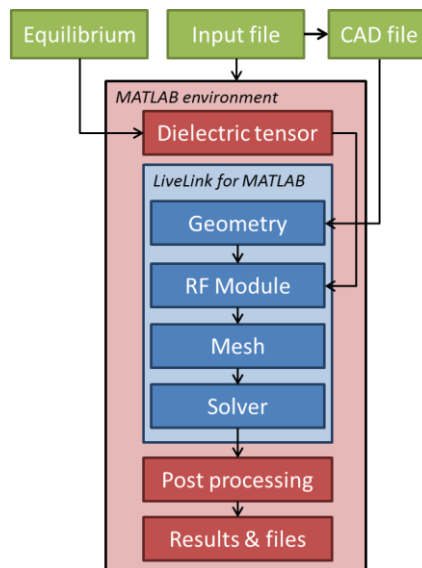 Equilibrium
Input file
CAD file
MATLAB environment
Dielectric tensor
LiveLink for MATLAB
Geometry
RF Module
Mesh
Solver
Post processing
Results & files